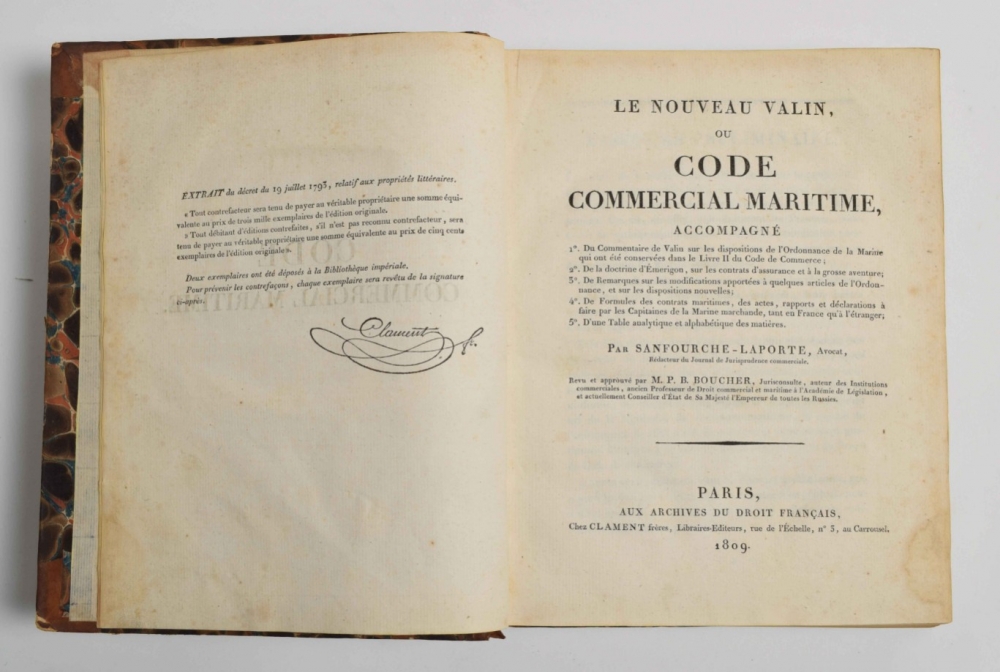 EXTRAIT du décret du 19 juillet 1793, relatif aux propriétés littéraires.
« Tout contrefacteur sera tenu de payer au véritable propriétaire une somme équi-
valente au prix de trois mille exemplaires de l'édition originale.
» Tout débitant d'éditions contrefaites, s'il n'est pas reconnu contrefacteur, sera
tenu de payer au véritable propriétaire une somme équivalente au prix de cinq cents
exemplaires de l'édition originale ».
Deux exemplaires ont été déposés à la Bibliothèque impériale.
Pour prévenir les contrefaçons, chaque exemplaire sera revêtu de la signature
ci-après.
Clament
LE NOUVEAU VALIN,
OU
CODE
COMMERCIAL MARITIME,
ACCOMPAGNÉ
1°. Du Commentaire de Valin sur les dispositions de l'Ordonnance de la Marine
qui ont été conservées dans le Livre II du Code de Commerce;
2°. De la doctrine d'Émerigon, sur les contrats d'assurance et à la grosse aventure;
3°. De Remarques sur les modifications apportées à quelques articles de l'Ordon-
nance, et sur les dispositions nouvelles;
4°. De Formules des contrats maritimes, des actes, rapports et déclarations à
faire par les Capitaines de la Marine marchande, tant en France qu'à l'étranger;
5°. D'une Table analytique et alphabétique des matières.
PAR SANFOURCHE-LAPORTE, Avocat,
Rédacteur du Journal de Jurisprudence commerciale.
Revu et approuvé par M. P. B. BOUCHER, Jurisconsulte, auteur des Institutions
commerciales, ancien Professeur de Droit commercial et maritime à l'Académie de Législation,
et actuellement Conseiller d'État de Sa Majesté l'Empereur de toutes les Russies.
PARIS,
AUX ARCHIVES DU DROIT FRANÇAIS,
Chez CLAMENT frères, Libraires-Editeurs, rue de l'Échelle, n° 3, au Carrousel.
1809.